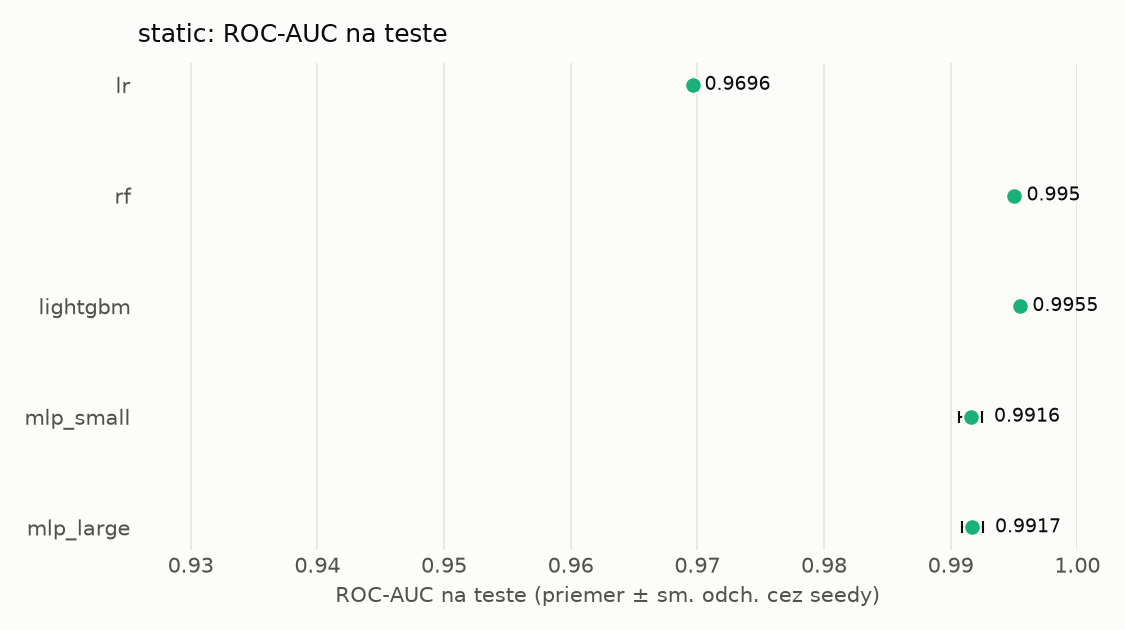 static: ROC-AUC na teste
lr
0.9696
rf
0.995
lightgbm
0.9955
mlp_small
0.9916
mlp_large
0.9917
0.93 0.94 0.95 0.96 0.97 0.98 0.99 1.00
ROC-AUC na teste (priemer ± sm. odch. cez seedy)